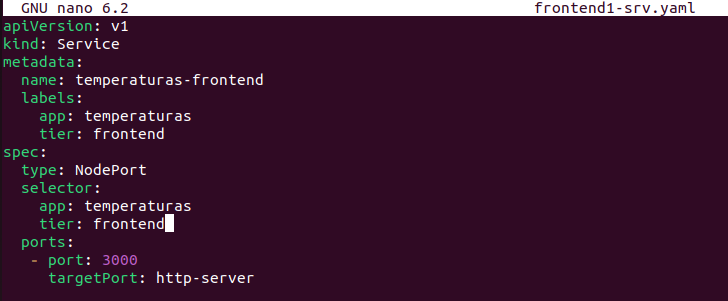 GNU nano 6.2 frontend1-srv.yaml
apiVersion: v1
kind: Service
metadata:
  name: temperaturas-frontend
  labels:
    app: temperaturas
    tier: frontend
spec:
  type: NodePort
  selector:
    app: temperaturas
    tier: frontend
  ports:
   - port: 3000
     targetPort: http-server